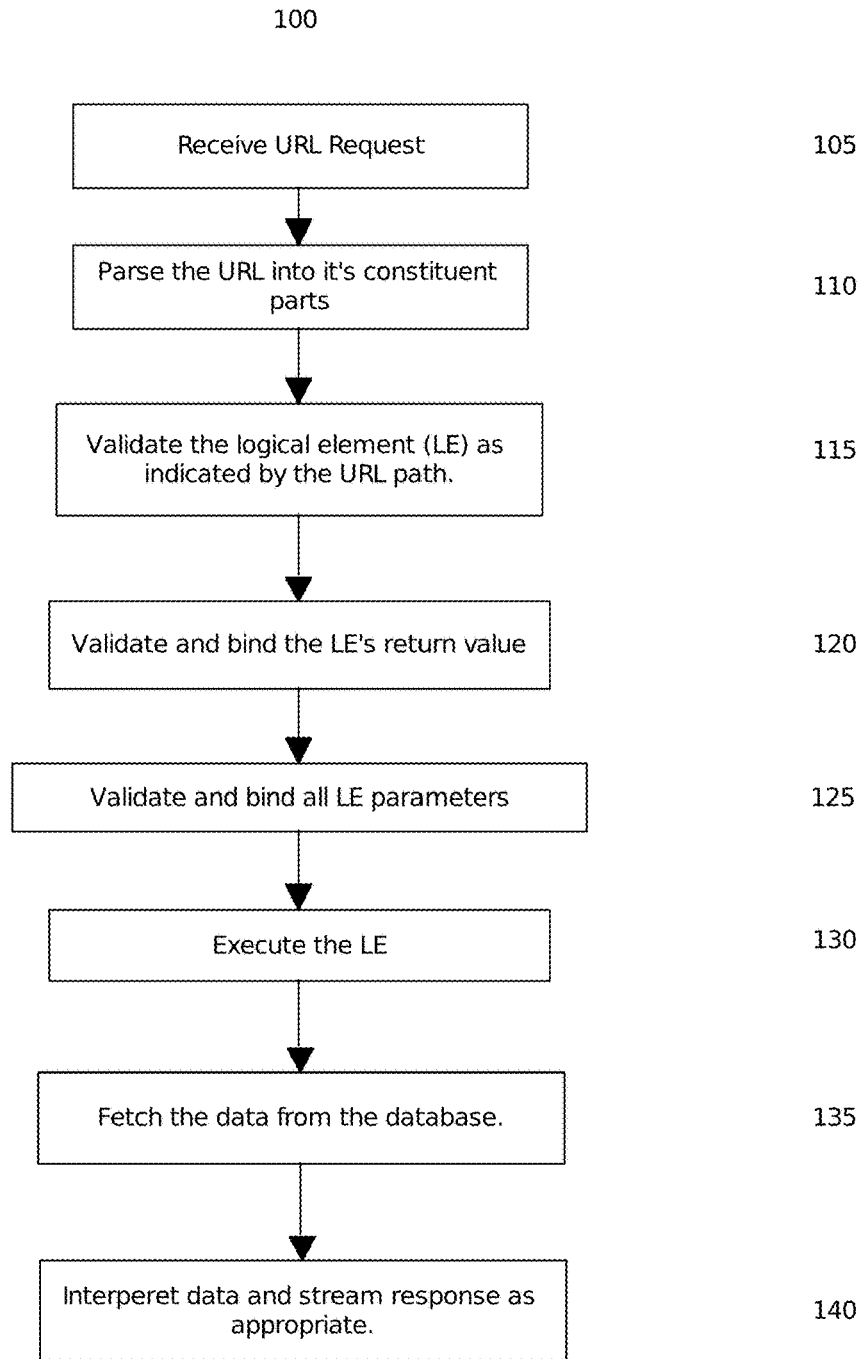 100
Receive URL Request
105
Parse the URL into it's constituent
parts
110
Validate the logical element (LE) as
indicated by the URL path.
115
Validate and bind the LE's return value
120
Validate and bind all LE parameters
125
Execute the LE
130
Fetch the data from the database.
135
Interperet data and stream response as
appropriate.
140